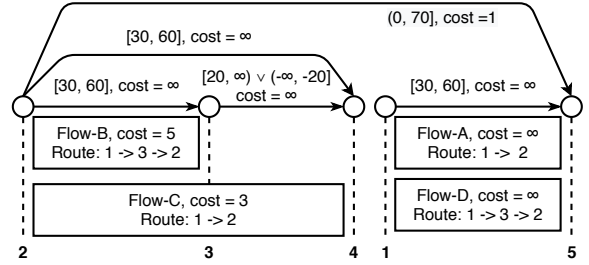 (0, 70], cost =1
[30, 60], cost = ∞
[30, 60], cost = ∞
[20, ∞) ∨ (-∞, -20]
cost = ∞
[30, 60], cost = ∞
Flow-B, cost = 5
Route: 1 -> 3 -> 2
Flow-A, cost = ∞
Route: 1 -> 2
Flow-C, cost = 3
Route: 1 -> 2
Flow-D, cost = ∞
Route: 1 -> 3 -> 2
2 3 4 1 5